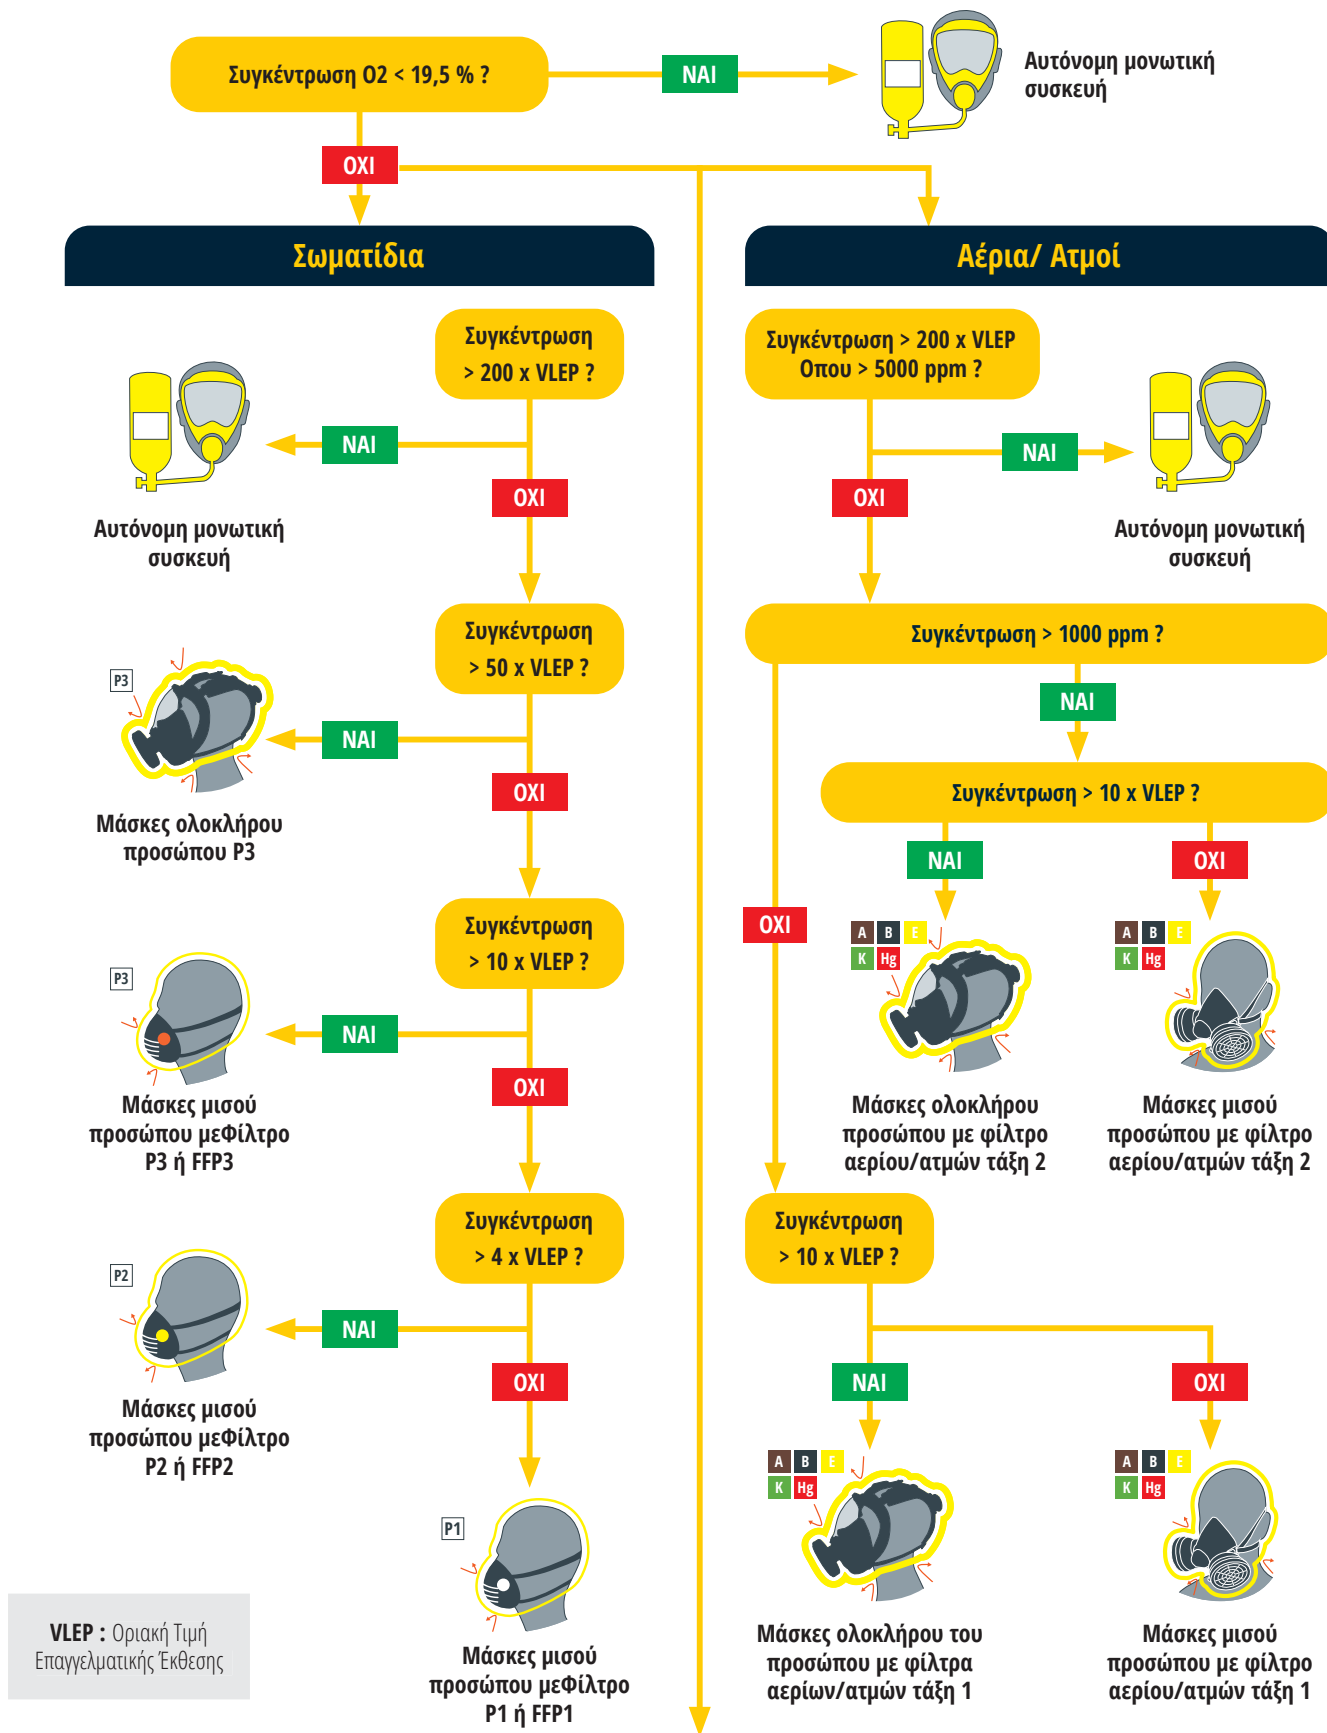 Συγκέντρωση O2 < 19,5 % ?
ΝΑΙ
Αυτόνομη μονωτική
συσκευή
ΟΧΙ
Σωματίδια
Συγκέντρωση
> 200 x VLEP ?
ΝΑΙ
Αυτόνομη μονωτική
συσκευή
ΟΧΙ
Συγκέντρωση
> 50 x VLEP ?
P3
ΝΑΙ
Μάσκες ολοκλήρου
προσώπου P3
ΟΧΙ
Συγκέντρωση
> 10 x VLEP ?
P3
ΝΑΙ
Μάσκες μισού
προσώπου μεΦίλτρο
P3 ή FFP3
ΟΧΙ
Συγκέντρωση
> 4 x VLEP ?
P2
ΝΑΙ
Μάσκες μισού
προσώπου μεΦίλτρο
P2 ή FFP2
ΟΧΙ
P1
Μάσκες μισού
προσώπου μεΦίλτρο
P1 ή FFP1
VLEP : Οριακή Τιμή
Επαγγελματικής Έκθεσης
Αέρια/ Ατμοί
Συγκέντρωση > 200 x VLEP
Οπου > 5000 ppm ?
ΝΑΙ
Αυτόνομη μονωτική
συσκευή
ΟΧΙ
Συγκέντρωση > 1000 ppm ?
ΝΑΙ
Συγκέντρωση > 10 x VLEP ?
ΝΑΙ
A B E
K Hg
Μάσκες ολοκλήρου
προσώπου με φίλτρο
αερίου/ατμών τάξη 2
ΟΧΙ
A B E
K Hg
Μάσκες μισού
προσώπου με φίλτρο
αερίου/ατμών τάξη 2
ΟΧΙ
Συγκέντρωση
> 10 x VLEP ?
ΝΑΙ
A B E
K Hg
Μάσκες ολοκλήρου του
προσώπου με φίλτρα
αερίων/ατμών τάξη 1
ΟΧΙ
A B E
K Hg
Μάσκες μισού
προσώπου με φίλτρο
αερίου/ατμών τάξη 1